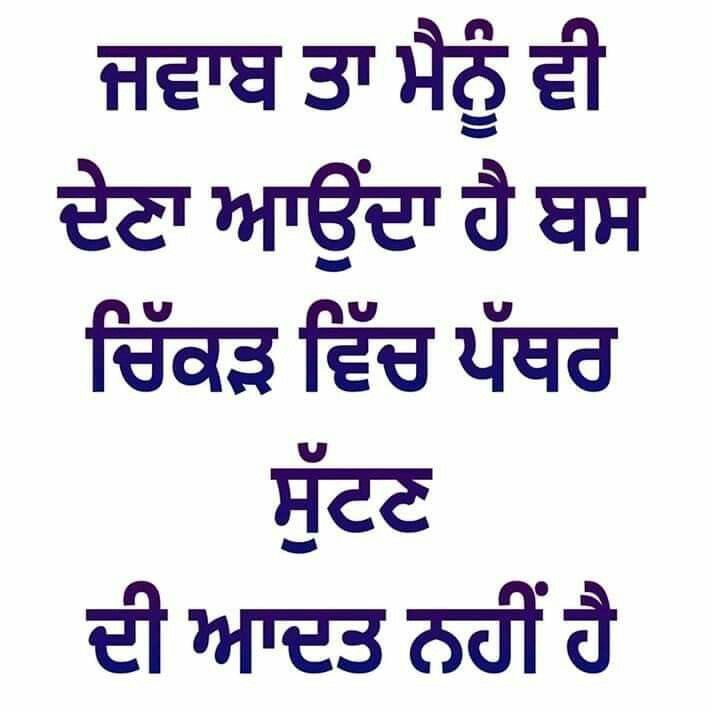 ਜਵਾਬ ਤਾ ਮੈਨੂੰ ਵੀ
ਦੇਣਾ ਆਉਂਦਾ ਹੈ ਬਸ
ਚਿੱਕੜ ਵਿੱਚ ਪੱਥਰ
ਸੁੱਟਣ
ਦੀ ਆਦਤ ਨਹੀਂ ਹੈ